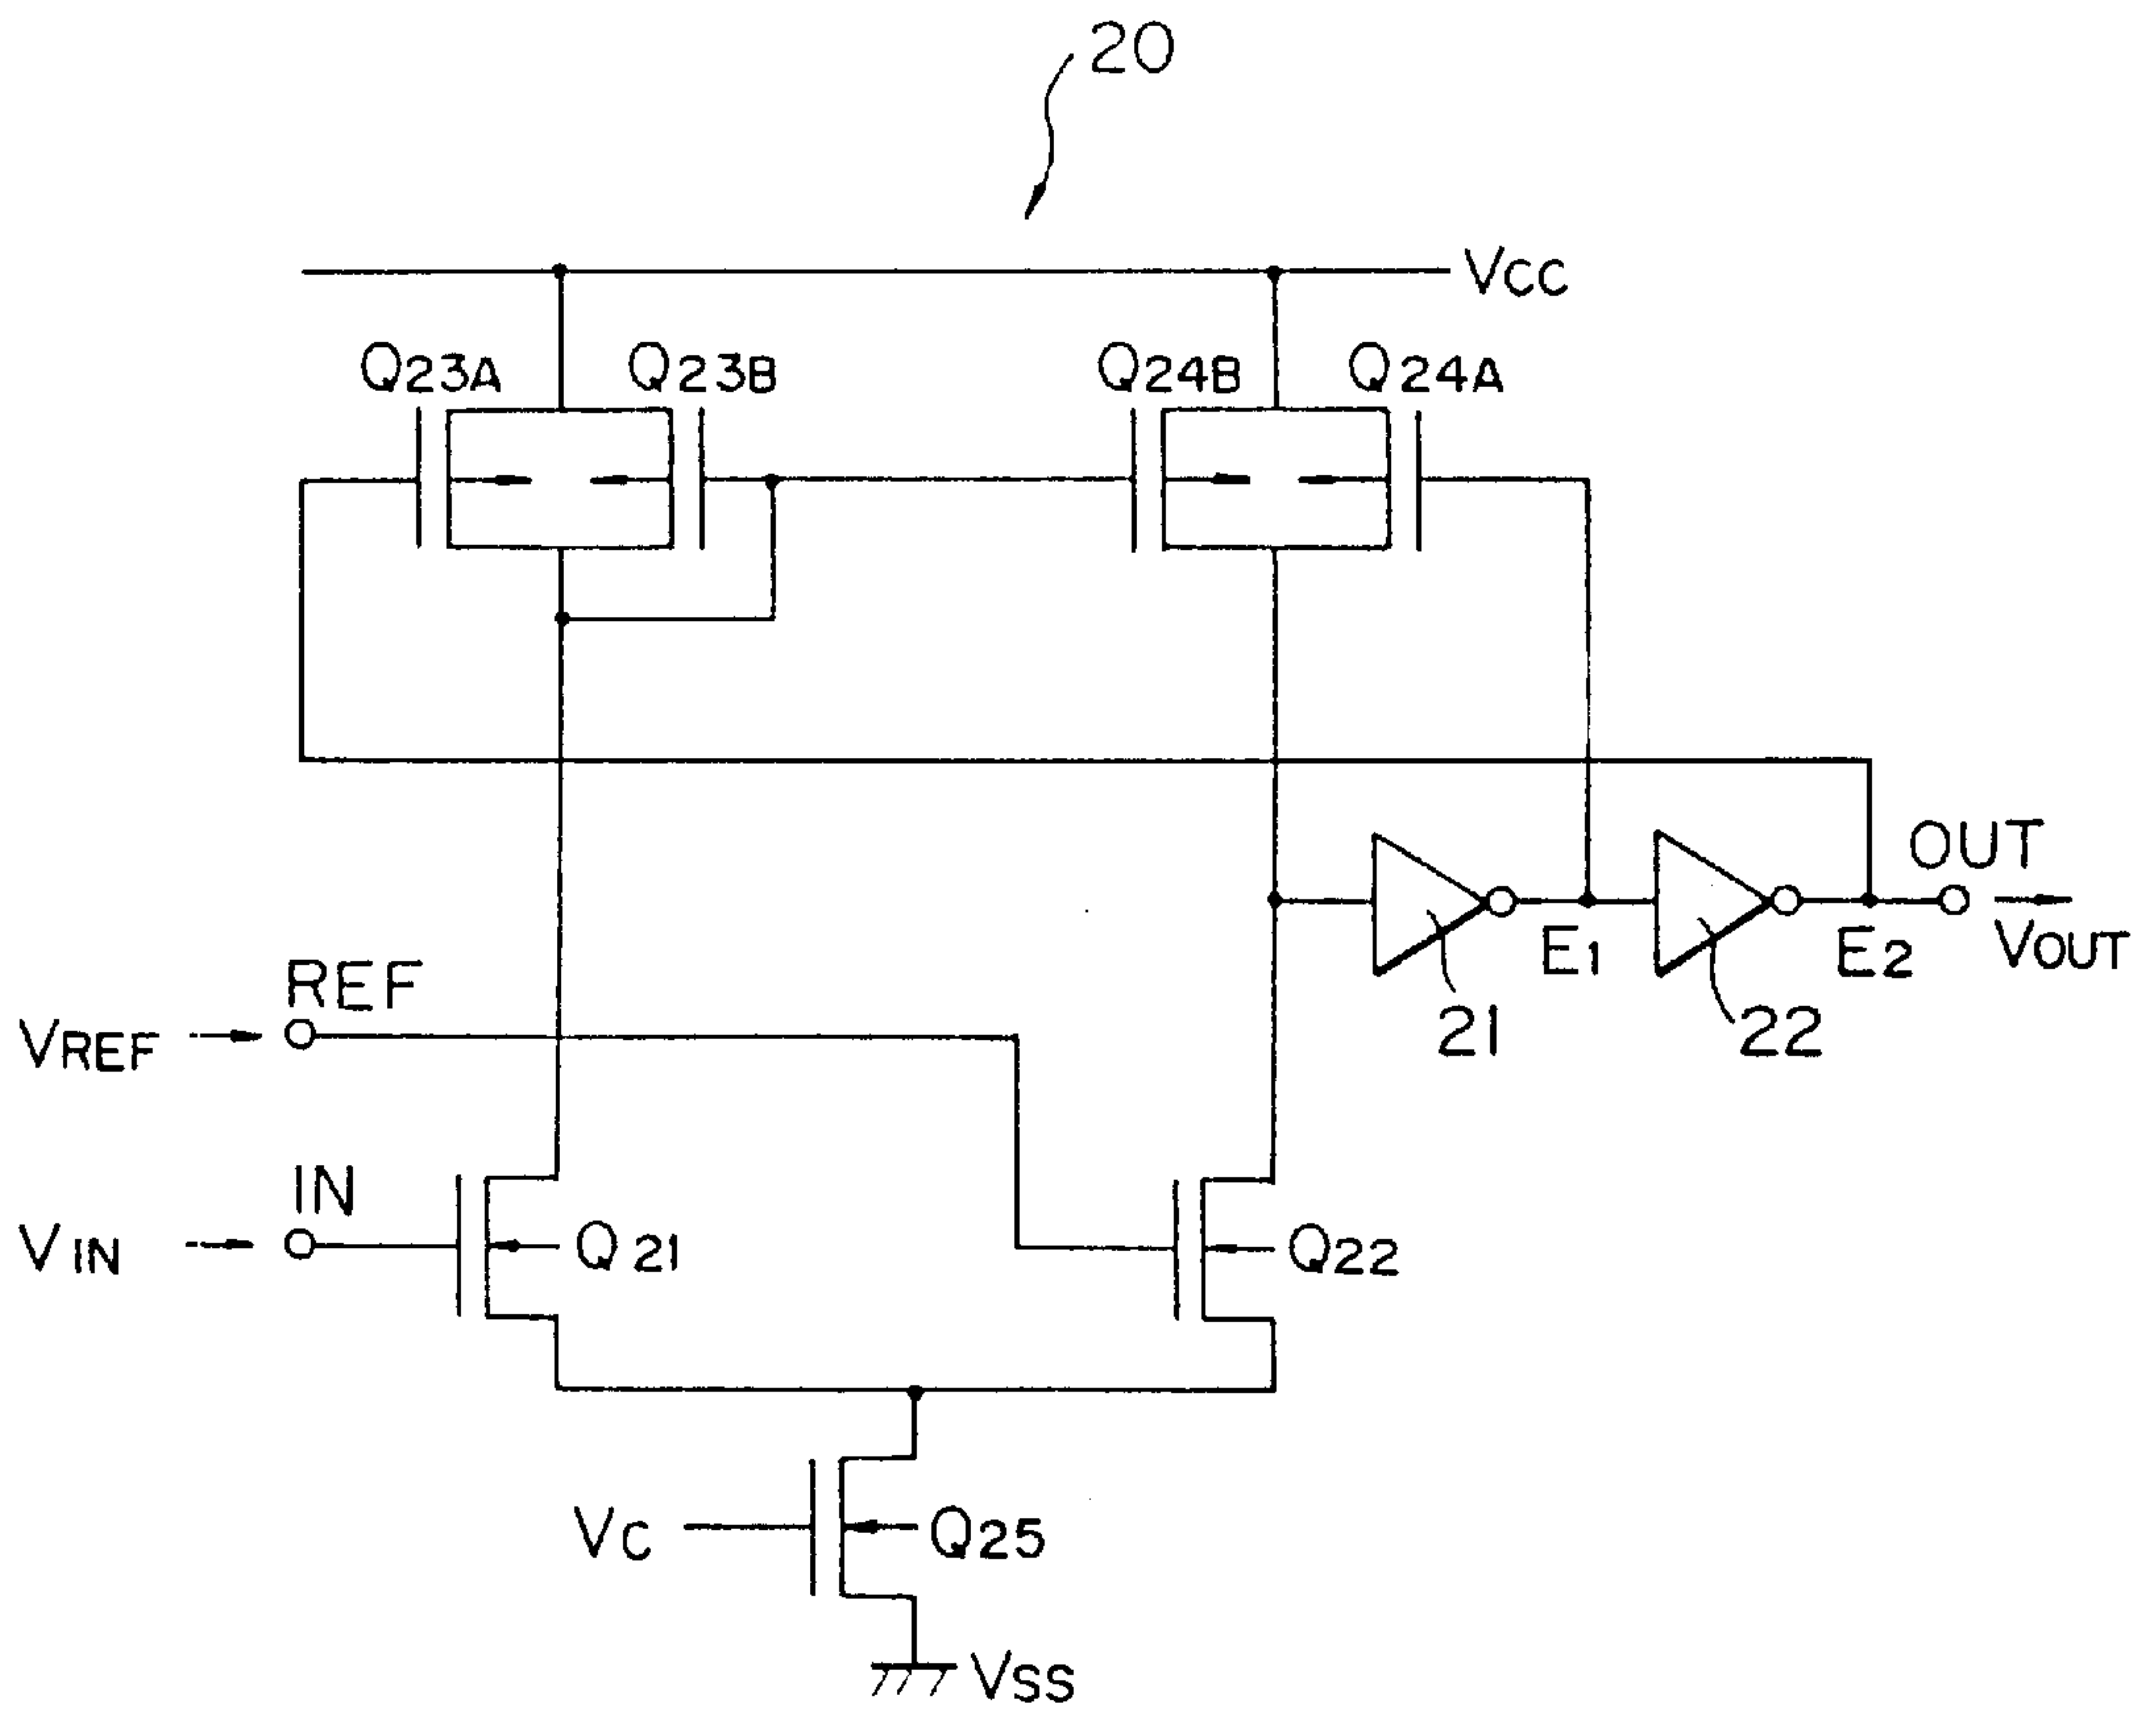 20
VCC
Q23A Q23B Q24B Q24A
OUT
E1 E2 VOUT
REF
21 22
VREF
IN
VIN Q21 Q22
VC Q25
VSS